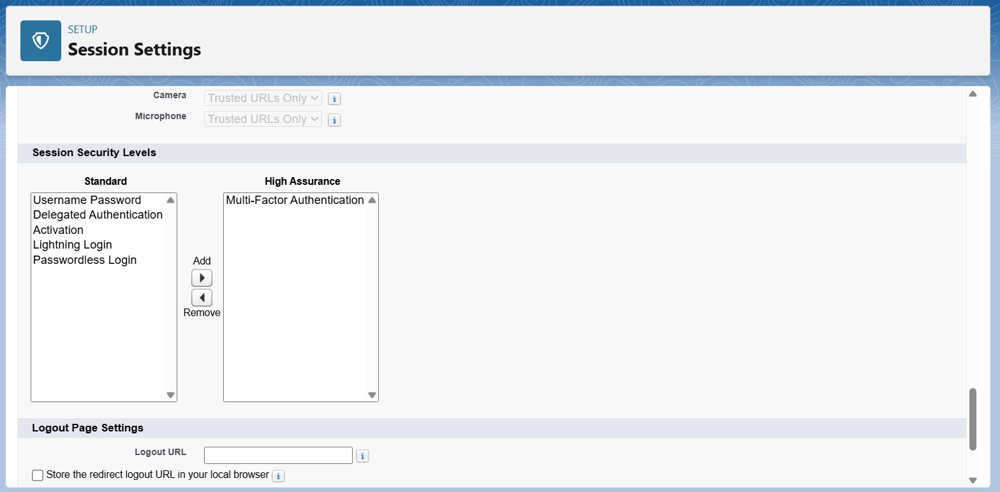 SETUP
Session Settings
Camera
Trusted URLs Only
Microphone
Trusted URLs Only
Session Security Levels
Standard
High Assurance
Username Password
Delegated Authentication
Activation
Lightning Login
Passwordless Login
Add
Remove
Multi-Factor Authentication
Logout Page Settings
Logout URL
Store the redirect logout URL in your local browser